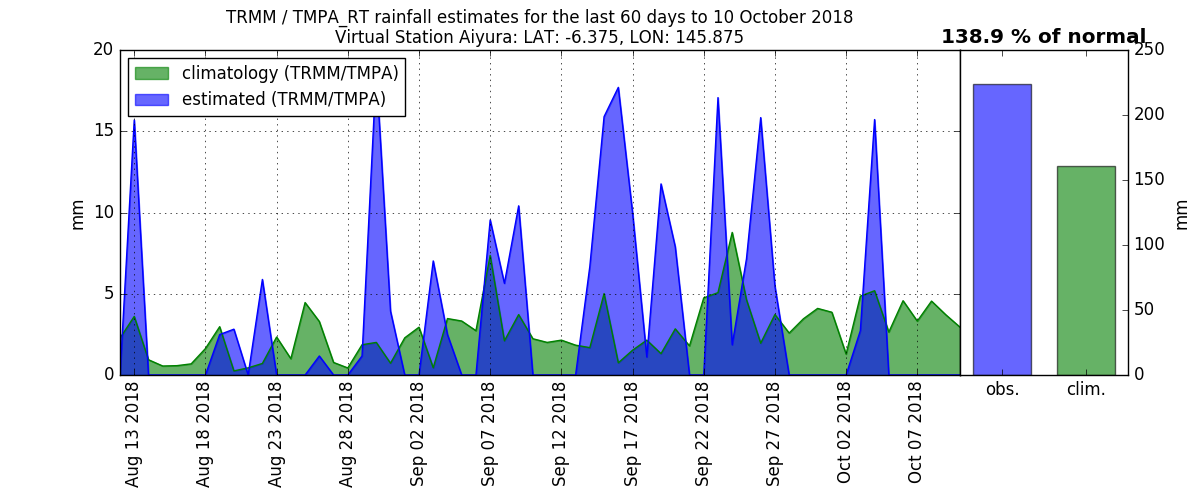 TRMM / TMPA_RT rainfall estimates for the last 60 days to 10 October 2018
Virtual Station Aiyura: LAT: -6.375, LON: 145.875
138.9 % of normal
climatology (TRMM/TMPA)
estimated (TRMM/TMPA)
20
15
10
5
0
mm
250
200
150
100
50
0
mm
Aug 13 2018
Aug 18 2018
Aug 23 2018
Aug 28 2018
Sep 02 2018
Sep 07 2018
Sep 12 2018
Sep 17 2018
Sep 22 2018
Sep 27 2018
Oct 02 2018
Oct 07 2018
obs.
clim.